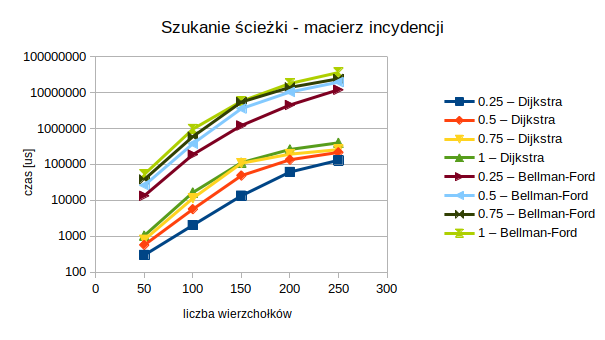 Szukanie ścieżki - macierz incydencji
100000000
10000000
1000000
100000
10000
1000
100
czas [us]
0 50 100 150 200 250 300
liczba wierzchołków
0.25 – Dijkstra
0.5 – Dijkstra
0.75 – Dijkstra
1 – Dijkstra
0.25 – Bellman-Ford
0.5 – Bellman-Ford
0.75 – Bellman-Ford
1 – Bellman-Ford